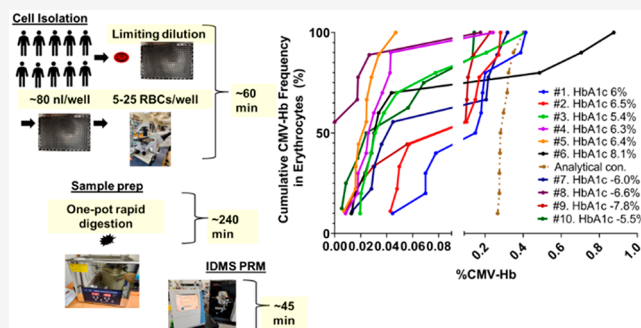 Cell Isolation
Limiting dilution
~80 nl/well
5-25 RBCs/well
~60
min
Sample prep
One-pot rapid
digestion
~240
min
IDMS PRM
~45
min
Cumulative CMV-Hb Frequency
in Erythrocytes (%)
100
50
0
0.00
0.02
0.04
0.06
0.08
0.2
0.4
0.6
0.8
1.0
%CMV-Hb
#1. HbA1c 6%
#2. HbA1c 6.5%
#3. HbA1c 5.4%
#4. HbA1c 6.3%
#5. HbA1c 6.4%
#6. HbA1c 8.1%
Analytical con.
#7. HbA1c -6.0%
#8. HbA1c -6.6%
#9. HbA1c -7.8%
#10. HbA1c -5.5%